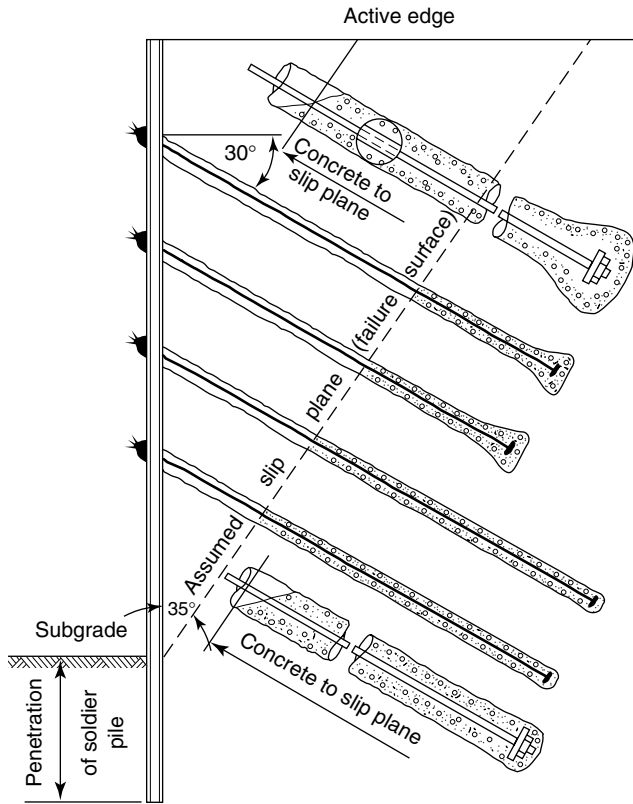 Active edge
30°
Concrete to
slip plane
Assumed slip plane (failure surface)
35°
Subgrade
Concrete to slip plane
Penetration
of soldier
pile